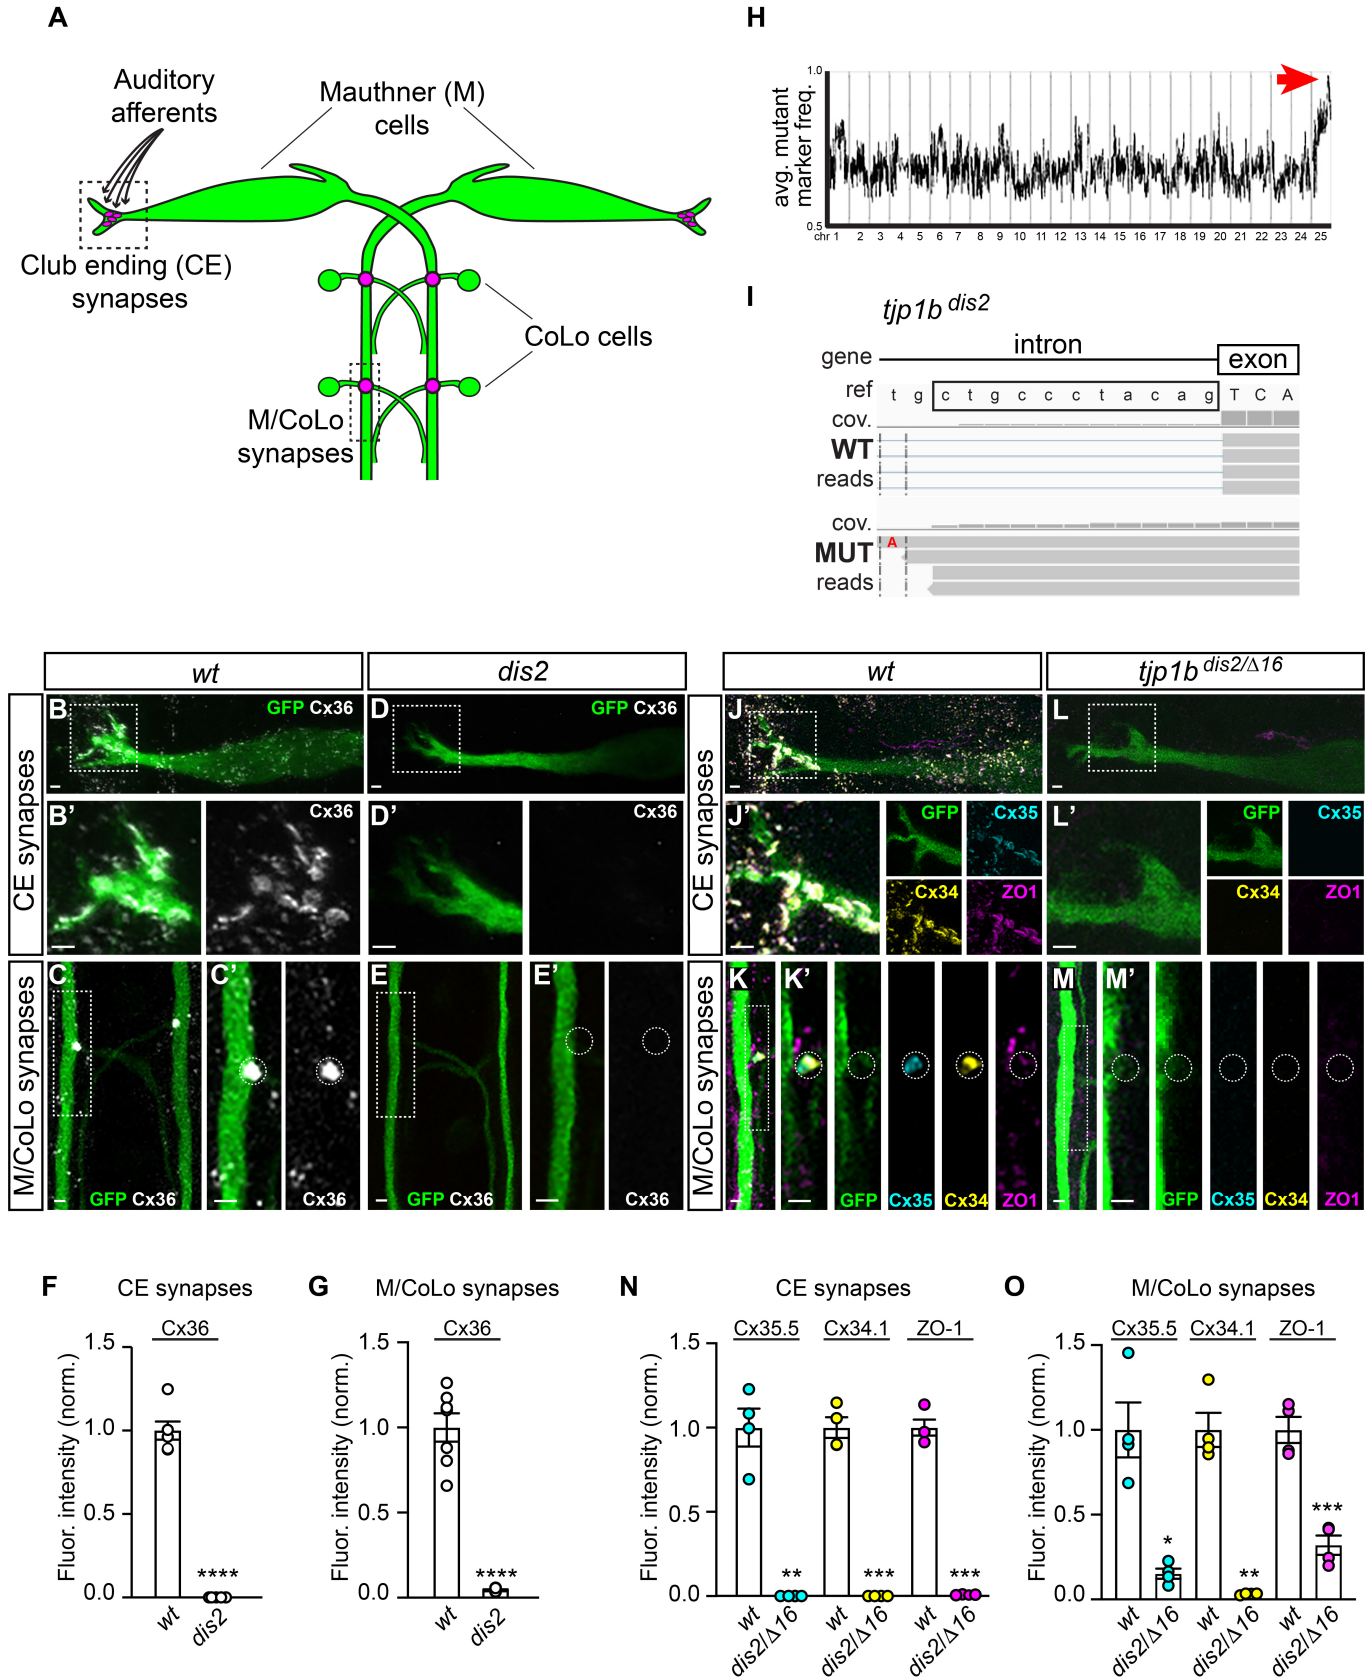 A
Auditory
afferents
Mauthner (M)
cells
Club ending (CE)
synapses
CoLo cells
M/CoLo
synapses
H
avg. mutant
marker freq.
1.0
0.5
chr 1 2 3 4 5 6 7 8 9 10 11 12 13 14 15 16 17 18 19 20 22 23 24 25
I
tjp1b dis2
gene intron exon
ref t g c t g c c c t a c a g T C A
cov.
WT
reads
cov.
A
MUT
reads
wt dis2
CE synapses
B GFP Cx36
D GFP Cx36
B' Cx36
D' Cx36
M/CoLo synapses
C GFP Cx36
C' Cx36
E GFP Cx36
E' Cx36
wt tjp1b dis2/Δ16
CE synapses
J
L
J' GFP Cx35
Cx34 ZO1
L' GFP Cx35
Cx34 ZO1
M/CoLo synapses
K K' GFP Cx35 Cx34 ZO1
M M' GFP Cx35 Cx34 ZO1
F CE synapses
Cx36
Fluor. intensity (norm.)
1.5
1.0
0.5
0.0
****
wt dis2
G M/CoLo synapses
Cx36
Fluor. intensity (norm.)
1.5
1.0
0.5
0.0
****
wt dis2
N CE synapses
Cx35.5 Cx34.1 ZO-1
Fluor. intensity (norm.)
1.5
1.0
0.5
0.0
** *** ***
wt dis2/Δ16 wt dis2/Δ16 wt dis2/Δ16
O M/CoLo synapses
Cx35.5 Cx34.1 ZO-1
Fluor. intensity (norm.)
1.5
1.0
0.5
0.0
* ** ***
wt dis2/Δ16 wt dis2/Δ16 wt dis2/Δ16